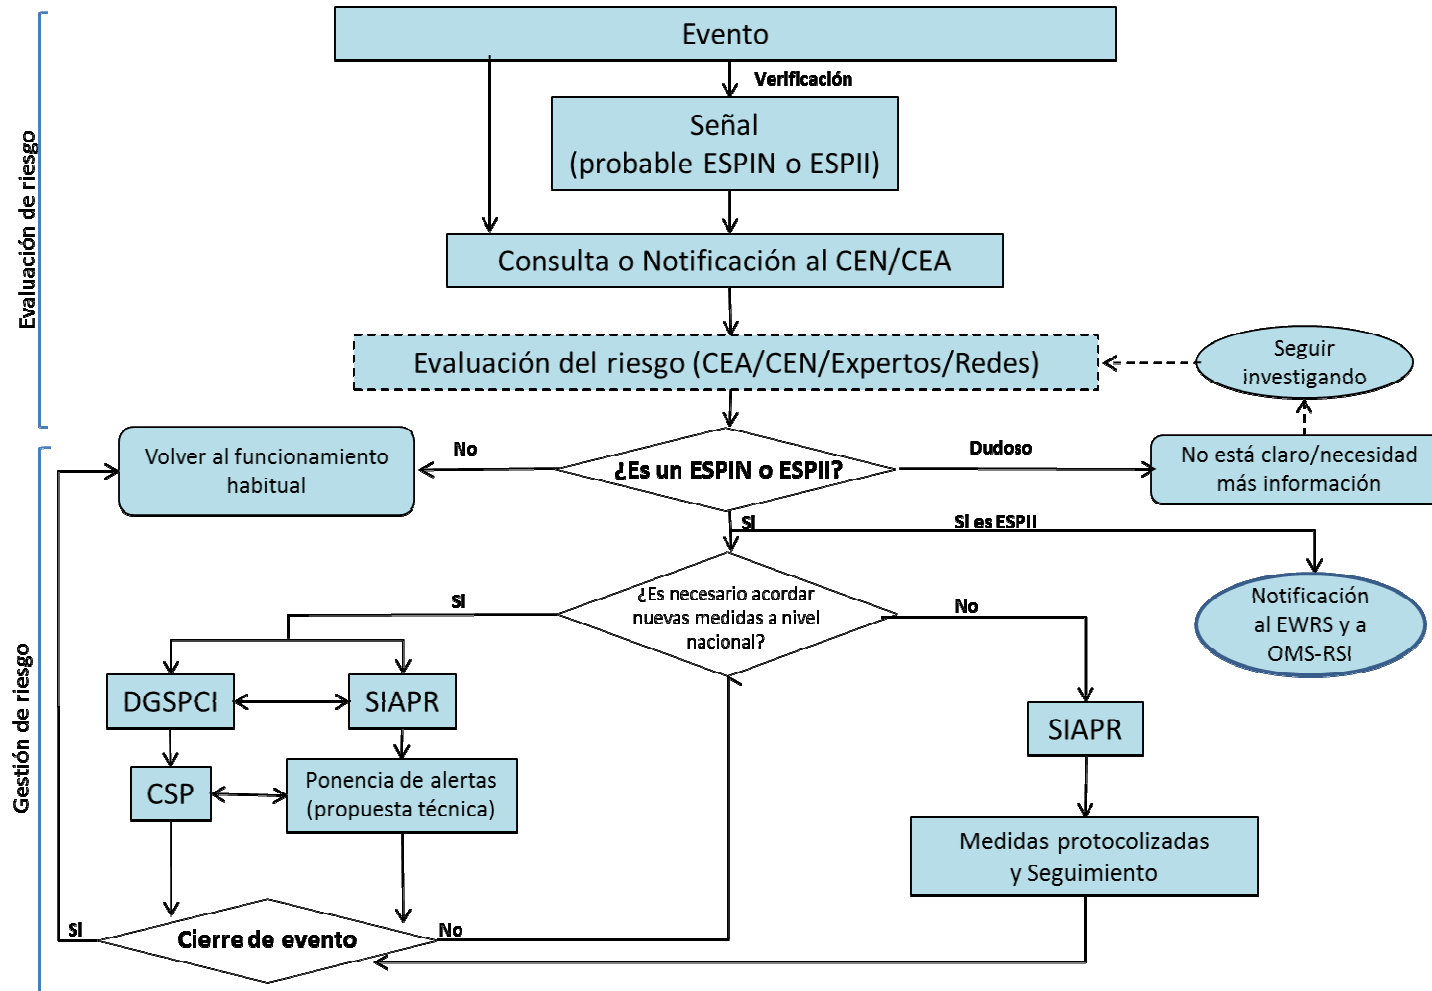 Evento
Verificación
Señal
(probable ESPIN o ESPII)
Consulta o Notificación al CEN/CEA
Evaluación del riesgo (CEA/CEN/Expertos/Redes)
Seguir
investigando
Evaluación de riesgo
Volver al funcionamiento
habitual
No
¿Es un ESPIN o ESPII?
Dudoso
No está claro/necesidad
más información
Si
Si es ESPII
¿Es necesario acordar
nuevas medidas a nivel
nacional?
Si
No
Notificación
al EWRS y a
OMS-RSI
DGSPCI
SIAPR
SIAPR
CSP
Ponencia de alertas
(propuesta técnica)
Medidas protocolizadas
y Seguimiento
Gestión de riesgo
Si
Cierre de evento
No